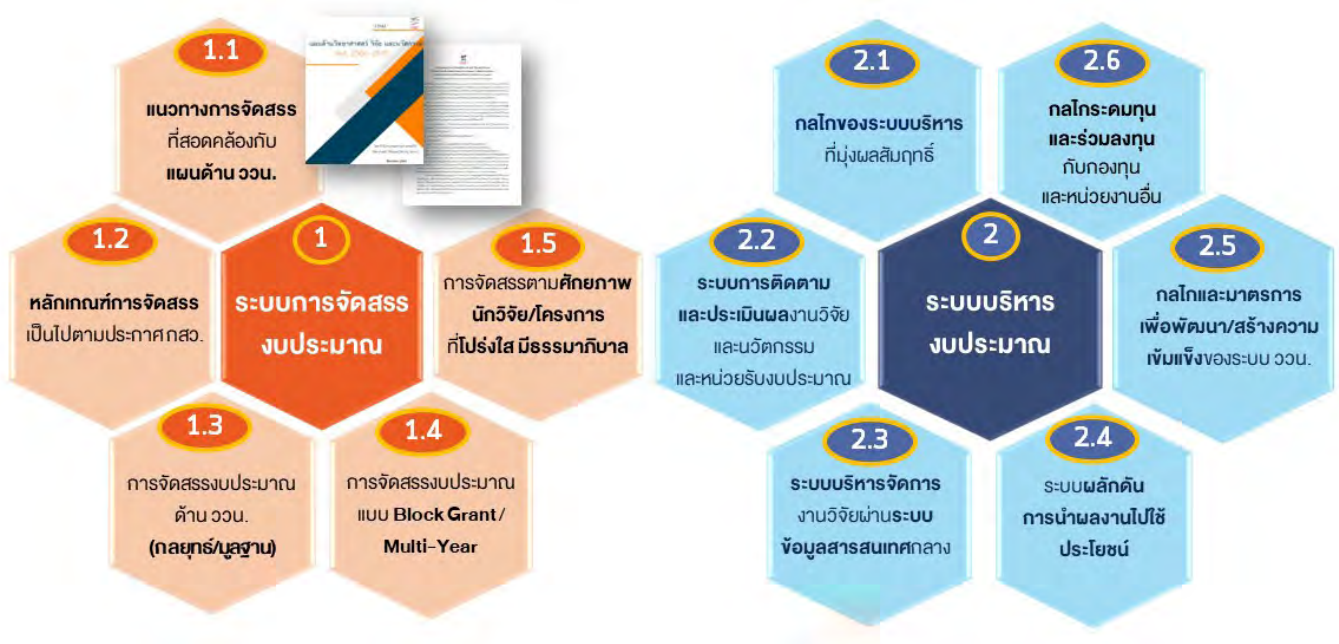 1.1
แนวทางการจัดสรร
ที่สอดคล้องกับ
แผนด้าน ววน.
1.2
หลักเกณฑ์การจัดสรร
เป็นไปตามประกาศ กสว.
1
ระบบการจัดสรร
งบประมาณ
1.5
การจัดสรรตามศักยภาพ
นักวิจัย/โครงการ
ที่โปร่งใส มีธรรมาภิบาล
1.3
การจัดสรรงบประมาณ
ด้าน ววน.
(กลยุทธ์/มูลฐาน)
1.4
การจัดสรรงบประมาณ
แบบ Block Grant/
Multi-Year
2.1
กลไกของระบบบริหาร
ที่มุ่งผลสัมฤทธิ์
2.6
กลไกระดมทุน
และร่วมลงทุน
กับกองทุน
และหน่วยงานอื่น
2.2
ระบบการติดตาม
และประเมินผลงานวิจัย
และนวัตกรรม
และหน่วยรับงบประมาณ
2
ระบบบริหาร
งบประมาณ
2.5
กลไกและมาตรการ
เพื่อพัฒนา/สร้างความ
เข้มแข็งของระบบ ววน.
2.3
ระบบบริหารจัดการ
งานวิจัยผ่านระบบ
ข้อมูลสารสนเทศกลาง
2.4
ระบบผลักดัน
การนำผลงานไปใช้
ประโยชน์